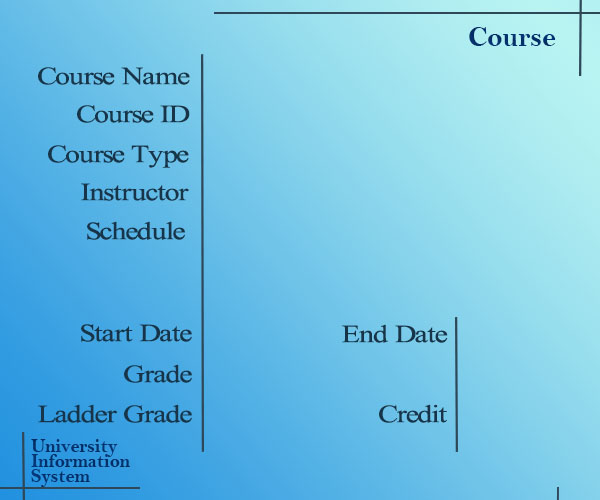 Course
Course Name
Course ID
Course Type
Instructor
Schedule
Start Date
End Date
Grade
Ladder Grade
Credit
University
Information
System